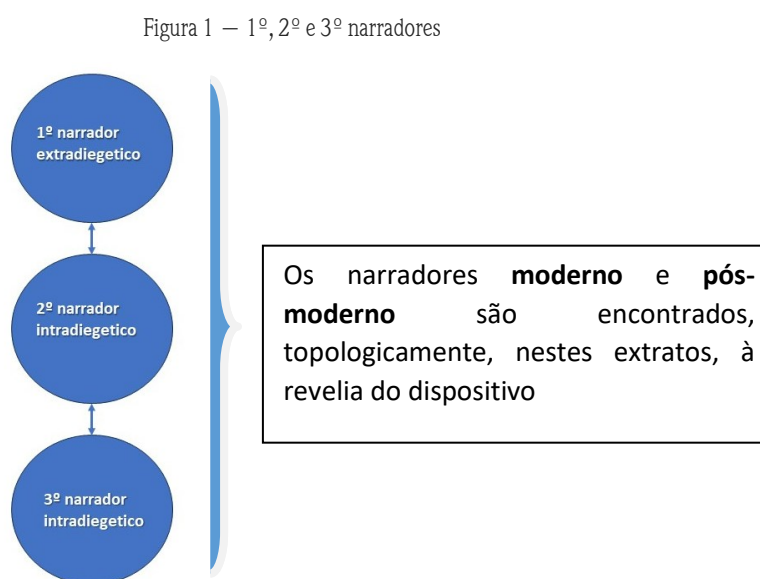 Figura 1 – 1º, 2º e 3º narradores
1º narrador
extradiegetico
2º narrador
intradiegetico
3º narrador
intradiegetico
Os narradores moderno e pós-
moderno são encontrados,
topologicamente, nestes extratos, à
revelia do dispositivo